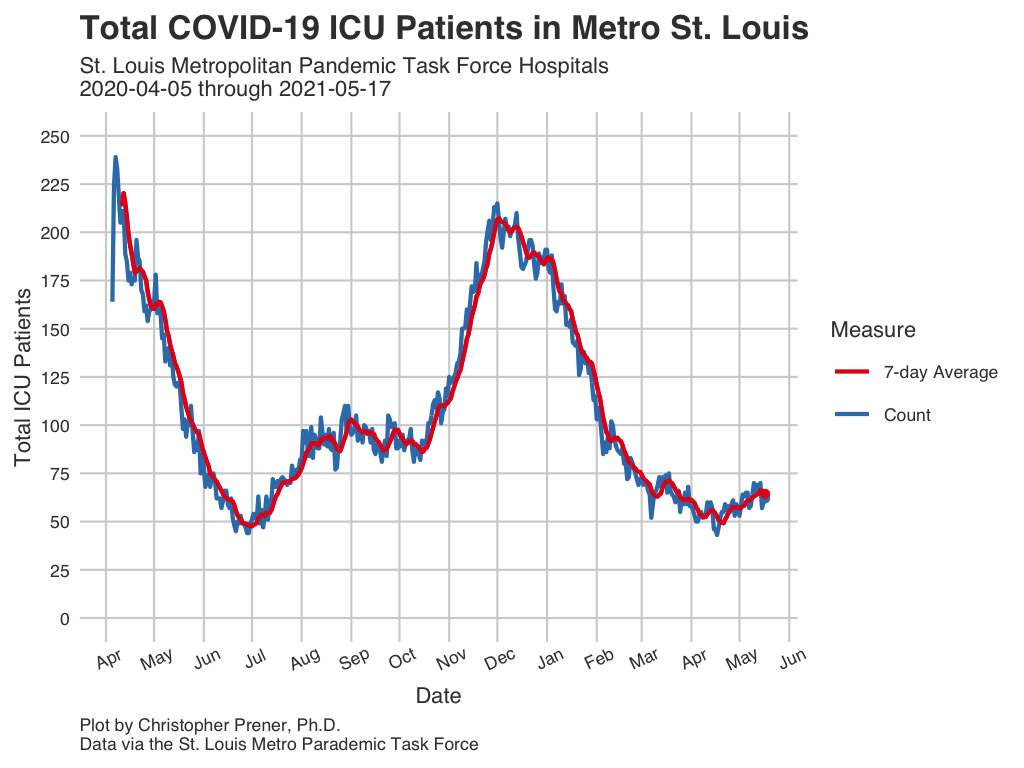 Total COVID-19 ICU Patients in Metro St. Louis
St. Louis Metropolitan Pandemic Task Force Hospitals
2020-04-05 through 2021-05-17
250
225
200
175
150
125
100
75
50
25
0
Total ICU Patients
Apr May Jun Jul Aug Sep Oct Nov Dec Jan Feb Mar Apr May Jun
Date
Measure
7-day Average
Count
Plot by Christopher Prener, Ph.D.
Data via the St. Louis Metro Parademic Task Force